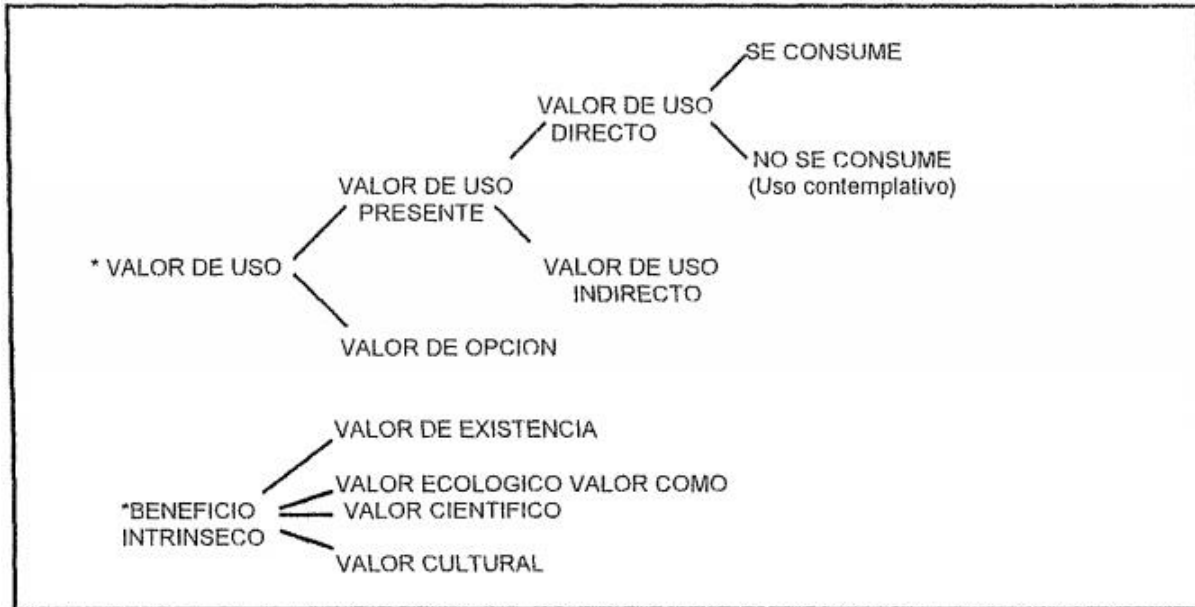 SE CONSUME
VALOR DE USO
DIRECTO
NO SE CONSUME
(Uso contemplativo)
VALOR DE USO
PRESENTE
* VALOR DE USO
VALOR DE USO
INDIRECTO
VALOR DE OPCION
VALOR DE EXISTENCIA
VALOR ECOLOGICO VALOR COMO
*BENEFICIO
INTRINSECO
VALOR CIENTIFICO
VALOR CULTURAL